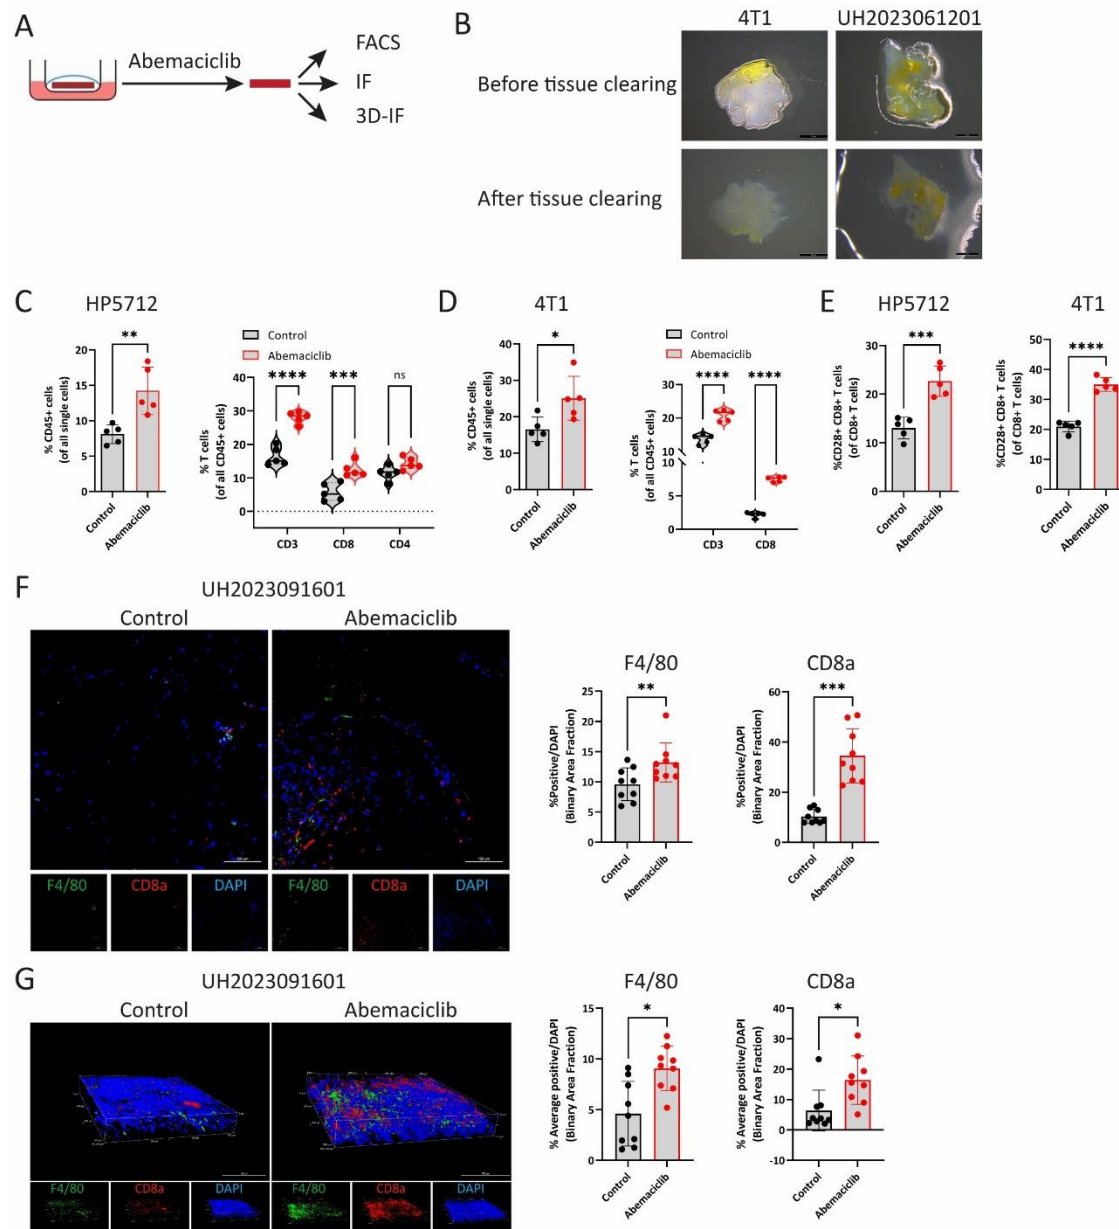 A
Abemaciclib
FACS
IF
3D-IF
B
4T1
UH2023061201
Before tissue clearing
After tissue clearing
C
HP5712
**
% CD45+ cells
(of all single cells)
20
15
10
5
0
Control
Abemaciclib
Control
Abemaciclib
****
***
ns
% T cells
(of all CD45+ cells)
40
30
20
10
0
CD3
CD8
CD4
D
4T1
*
% CD45+ cells
(of all single cells)
50
40
30
20
10
0
Control
Abemaciclib
Control
Abemaciclib
****
****
% T cells
(of all CD45+ cells)
30
20
10
5
0
CD3
CD8
E
HP5712
***
%CD28+ CD8+ T cells
(of CD8+ T cells)
30
20
10
0
Control
Abemaciclib
4T1
****
%CD28+ CD8+ T cells
(of CD8+ T cells)
50
40
30
20
10
0
Control
Abemaciclib
F
UH2023091601
Control
Abemaciclib
F4/80
CD8a
DAPI
F4/80
CD8a
DAPI
F4/80
**
%Positive/DAPI
(Binary Area Fraction)
25
20
15
10
5
0
Control
Abemaciclib
CD8a
***
%Positive/DAPI
(Binary Area Fraction)
60
40
20
0
Control
Abemaciclib
G
UH2023091601
Control
Abemaciclib
F4/80
CD8a
DAPI
F4/80
CD8a
DAPI
F4/80
*
% Average positive/DAPI
(Binary Area Fraction)
15
10
5
0
Control
Abemaciclib
CD8a
*
% Average positive/DAPI
(Binary Area Fraction)
40
30
20
10
0
-10
Control
Abemaciclib